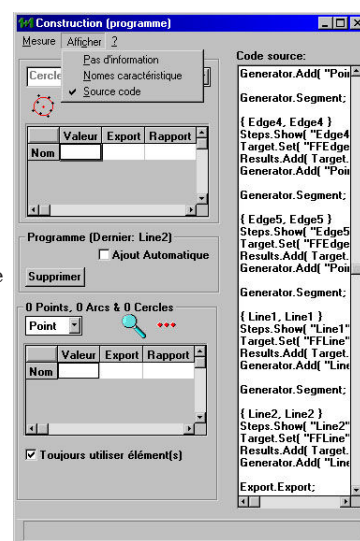 Construction (programme)
Mesure Afficher ?
Pas d'information
Nomes caractéristique
Source code
Cercle
Valeur Export Rapport
Nom
Programme (Dernier: Line2)
Ajout Automatique
Supprimer
0 Points, 0 Arcs & 0 Cercles
Point
Valeur Export Rapport
Nom
Toujours utiliser élément(s)
Code source:
Generator.Add( "Poi
Generator.Segment;
{ Edge4, Edge4 }
Steps.Show( "Edge4
Target.Set( "FFEdge
Results.Add( Target.
Generator.Add( "Poi
Generator.Segment;
{ Edge5, Edge5 }
Steps.Show( "Edge5
Target.Set( "FFEdge
Results.Add( Target.
Generator.Add( "Poi
Generator.Segment;
{ Line1, Line1 }
Steps.Show( "Line1"
Target.Set( "FFLine"
Results.Add( Target.
Generator.Add( "Line
Generator.Segment;
{ Line2, Line2 }
Steps.Show( "Line2"
Target.Set( "FFLine"
Results.Add( Target.
Generator.Add( "Line
Export.Export;
e